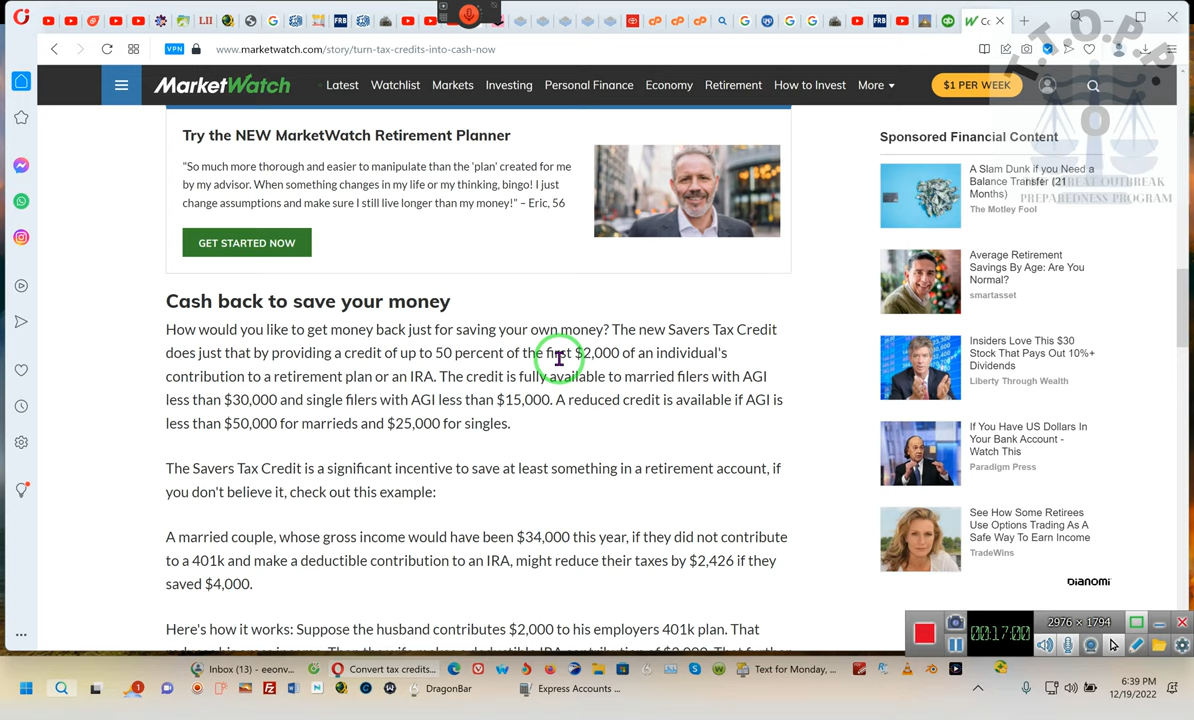 C
www.marketwatch.com/story/turn-tax-credits-into-cash-now
VPN
T.T.O.P.P
THREAT OUTBREAK
PREPAREDNESS PROGRAM
MarketWatch
Latest
Watchlist
Markets
Investing
Personal Finance
Economy
Retirement
How to Invest
More
$1 PER WEEK
Try the NEW MarketWatch Retirement Planner
"So much more thorough and easier to manipulate than the 'plan' created for me
by my advisor. When something changes in my life or my thinking, bingo! I just
change assumptions and make sure I still live longer than my money!" – Eric, 56
GET STARTED NOW
Cash back to save your money
How would you like to get money back just for saving your own money? The new Savers Tax Credit
does just that by providing a credit of up to 50 percent of the first $2,000 of an individual's
contribution to a retirement plan or an IRA. The credit is fully available to married filers with AGI
less than $30,000 and single filers with AGI less than $15,000. A reduced credit is available if AGI is
less than $50,000 for marrieds and $25,000 for singles.
The Savers Tax Credit is a significant incentive to save at least something in a retirement account, if
you don't believe it, check out this example:
A married couple, whose gross income would have been $34,000 this year, if they did not contribute
to a 401k and make a deductible contribution to an IRA, might reduce their taxes by $2,426 if they
saved $4,000.
Here's how it works: Suppose the husband contributes $2,000 to his employers 401k plan. That
Sponsored Financial Content
A Slam Dunk if you Need a
Balance Transfer (21
Months)
The Motley Fool
Average Retirement
Savings By Age: Are You
Normal?
smartasset
Insiders Love This $30
Stock That Pays Out 10%+
Dividends
Liberty Through Wealth
If You Have US Dollars In
Your Bank Account -
Watch This
Paradigm Press
See How Some Retirees
Use Options Trading As A
Safe Way To Earn Income
TradeWins
DIANOMI
00:17:00
2976 × 1794
Inbox (13) - eeonv...
Convert tax credits...
Text for Monday, ...
DragonBar
Express Accounts ...
6:39 PM
12/19/2022